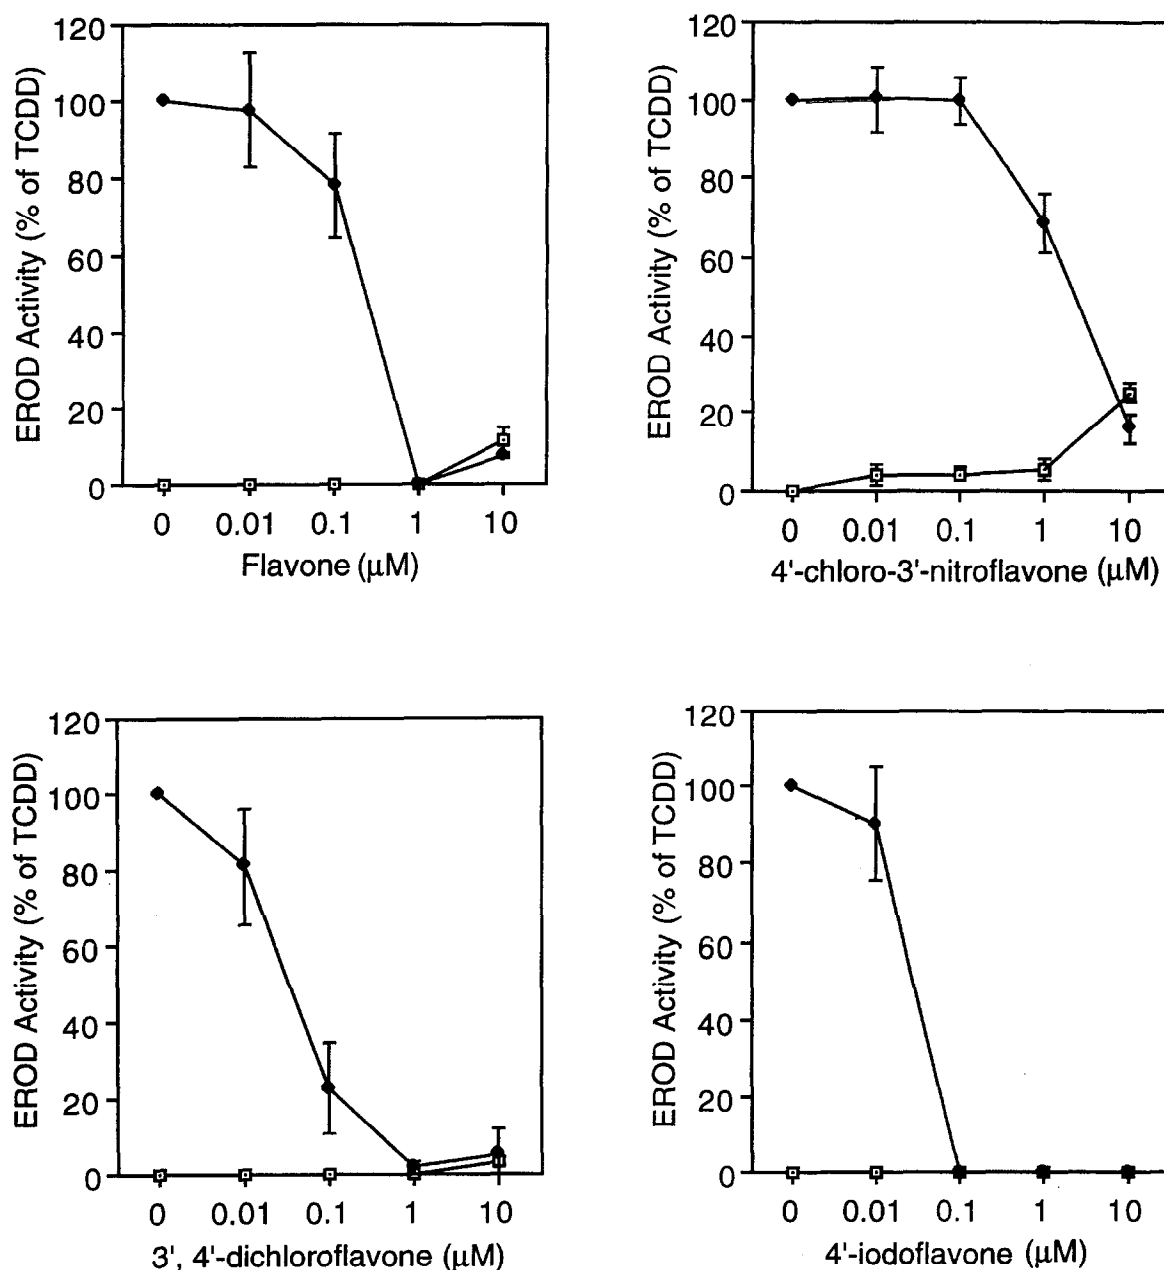 EROD Activity (% of TCDD)
120
100
80
60
40
20
0
0 0.01 0.1 1 10
Flavone (μM)
EROD Activity (% of TCDD)
120
100
80
60
40
20
0
0 0.01 0.1 1 10
4'-chloro-3'-nitroflavone (μM)
EROD Activity (% of TCDD)
120
100
80
60
40
20
0
0 0.01 0.1 1 10
3', 4'-dichloroflavone (μM)
EROD Activity (% of TCDD)
120
100
80
60
40
20
0
0 0.01 0.1 1 10
4'-iodoflavone (μM)